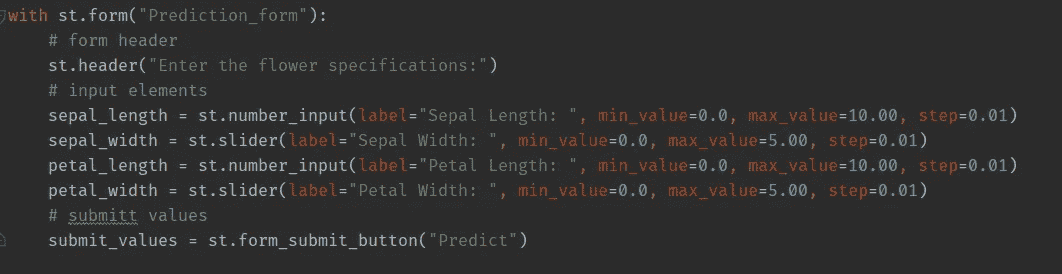 with st.form("Prediction_form"):
    # form header
    st.header("Enter the flower specifications:")
    # input elements
    sepal_length = st.number_input(label="Sepal Length: ", min_value=0.0, max_value=10.00, step=0.01)
    sepal_width = st.slider(label="Sepal Width: ", min_value=0.0, max_value=5.00, step=0.01)
    petal_length = st.number_input(label="Petal Length: ", min_value=0.0, max_value=10.00, step=0.01)
    petal_width = st.slider(label="Petal Width: ", min_value=0.0, max_value=5.00, step=0.01)
    # submitt values
    submit_values = st.form_submit_button("Predict")